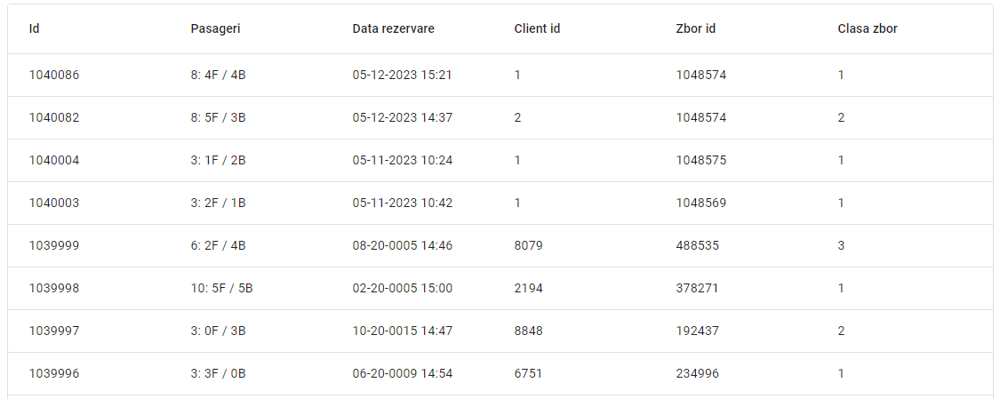 Id Pasageri Data rezervare Client id Zbor id Clasa zbor
1040086 8: 4F / 4B 05-12-2023 15:21 1 1048574 1
1040082 8: 5F / 3B 05-12-2023 14:37 2 1048574 2
1040004 3: 1F / 2B 05-11-2023 10:24 1 1048575 1
1040003 3: 2F / 1B 05-11-2023 10:42 1 1048569 1
1039999 6: 2F / 4B 08-20-0005 14:46 8079 488535 3
1039998 10: 5F / 5B 02-20-0005 15:00 2194 378271 1
1039997 3: 0F / 3B 10-20-0015 14:47 8848 192437 2
1039996 3: 3F / 0B 06-20-0009 14:54 6751 234996 1